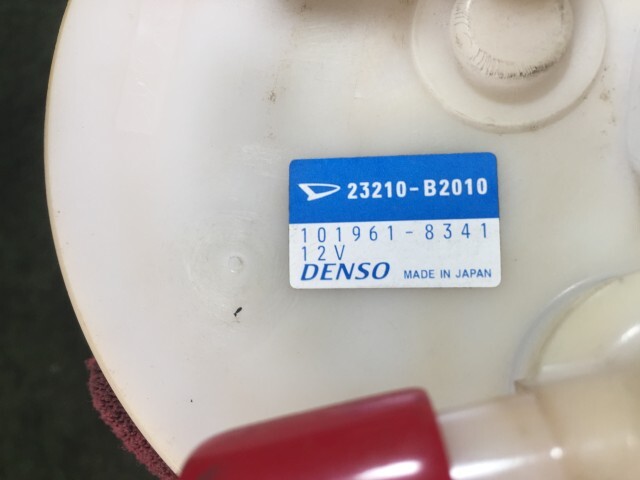 23210-B2010
101961-8341
12V
DENSO MADE IN JAPAN